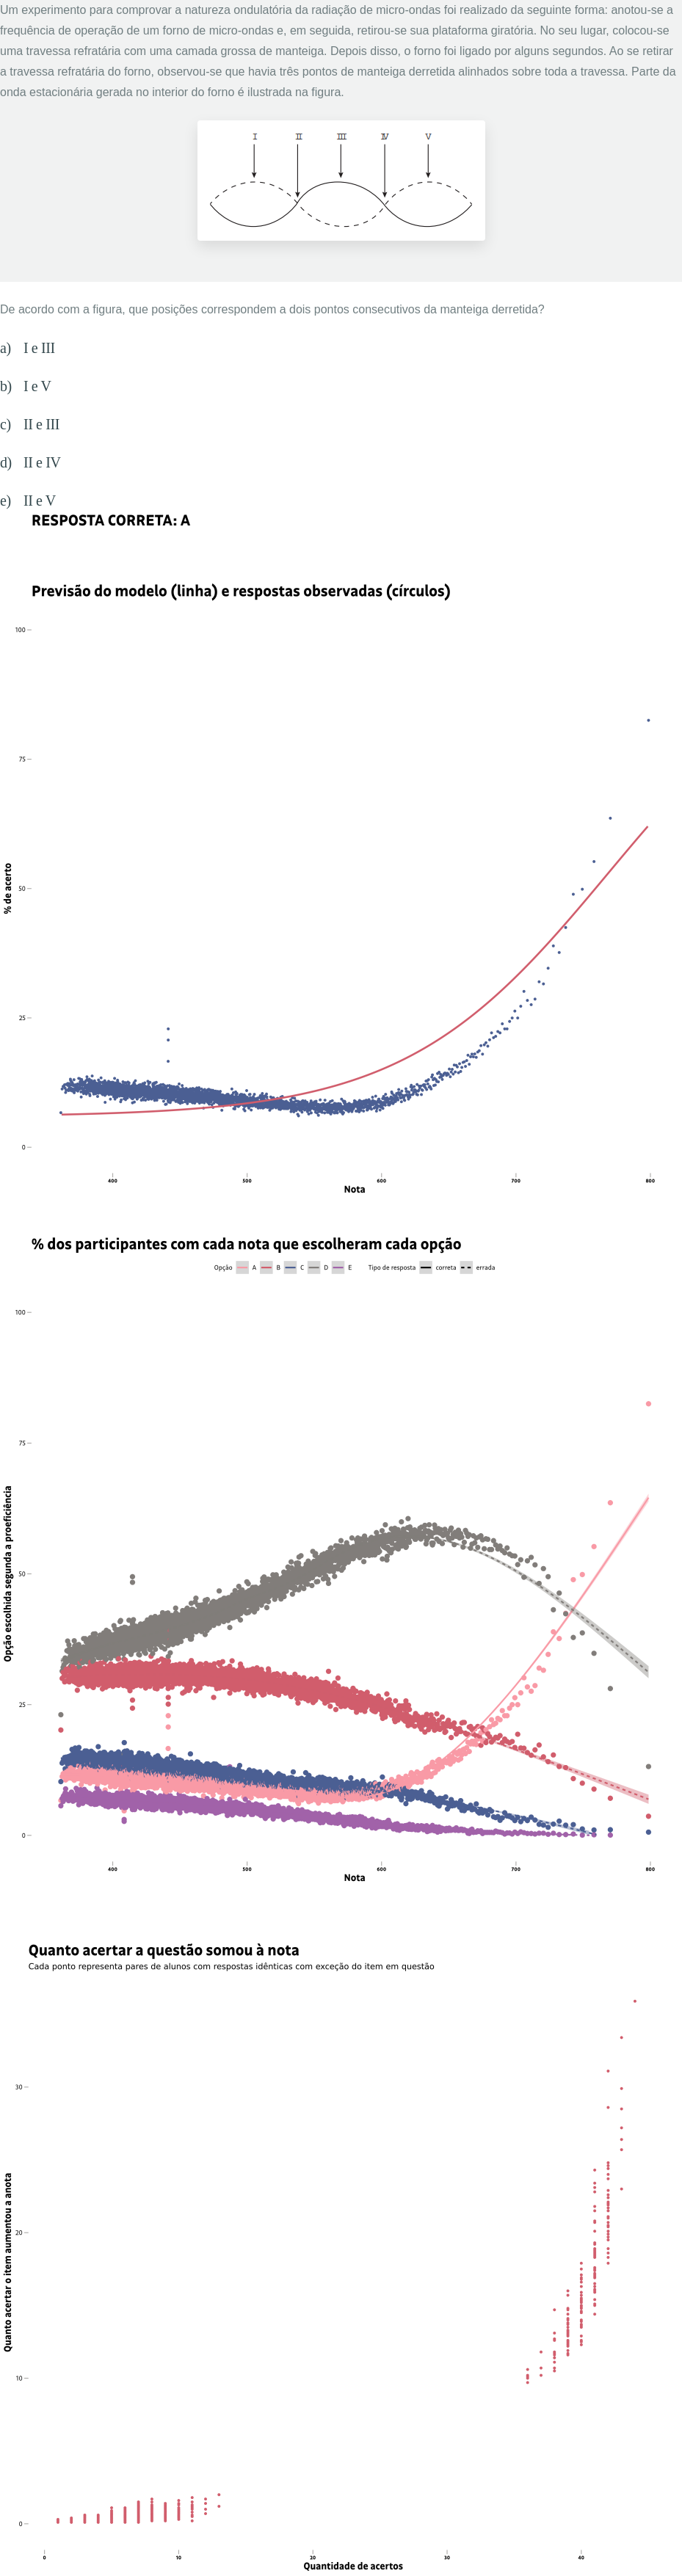 Um experimento para comprovar a natureza ondulatória da radiação de micro-ondas foi realizado da seguinte forma: anotou-se a
frequência de operação de um forno de micro-ondas e, em seguida, retirou-se sua plataforma giratória. No seu lugar, colocou-se
uma travessa refratária com uma camada grossa de manteiga. Depois disso, o forno foi ligado por alguns segundos. Ao se retirar
a travessa refratária do forno, observou-se que havia três pontos de manteiga derretida alinhados sobre toda a travessa. Parte da
onda estacionária gerada no interior do forno é ilustrada na figura.
I II III IV V
De acordo com a figura, que posições correspondem a dois pontos consecutivos da manteiga derretida?
a) I e III
b) I e V
c) II e III
d) II e IV
e) II e V
RESPOSTA CORRETA: A
Previsão do modelo (linha) e respostas observadas (círculos)
100
75
50
25
0
% de acerto
400 500 600 700 800
Nota
% dos participantes com cada nota que escolheram cada opção
Opção A B C D E Tipo de resposta correta errada
100
75
50
25
0
Opção escolhida segunda a proeficiência
400 500 600 700 800
Nota
Quanto acertar a questão somou à nota
Cada ponto representa pares de alunos com respostas idênticas com exceção do item em questão
30
20
10
0
Quanto acertar o item aumentou a anota
0 10 20 30 40
Quantidade de acertos